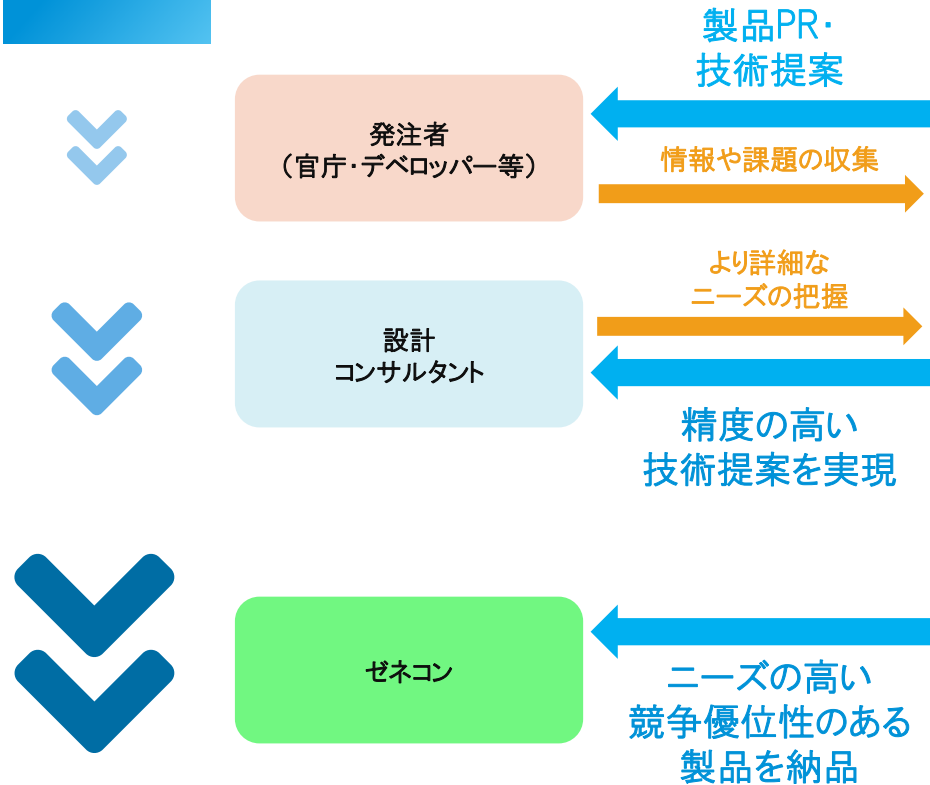 製品PR・
技術提案
発注者
（官庁・デベロッパー等）
情報や課題の収集
より詳細な
ニーズの把握
設計
コンサルタント
精度の高い
技術提案を実現
ゼネコン
ニーズの高い
競争優位性のある
製品を納品